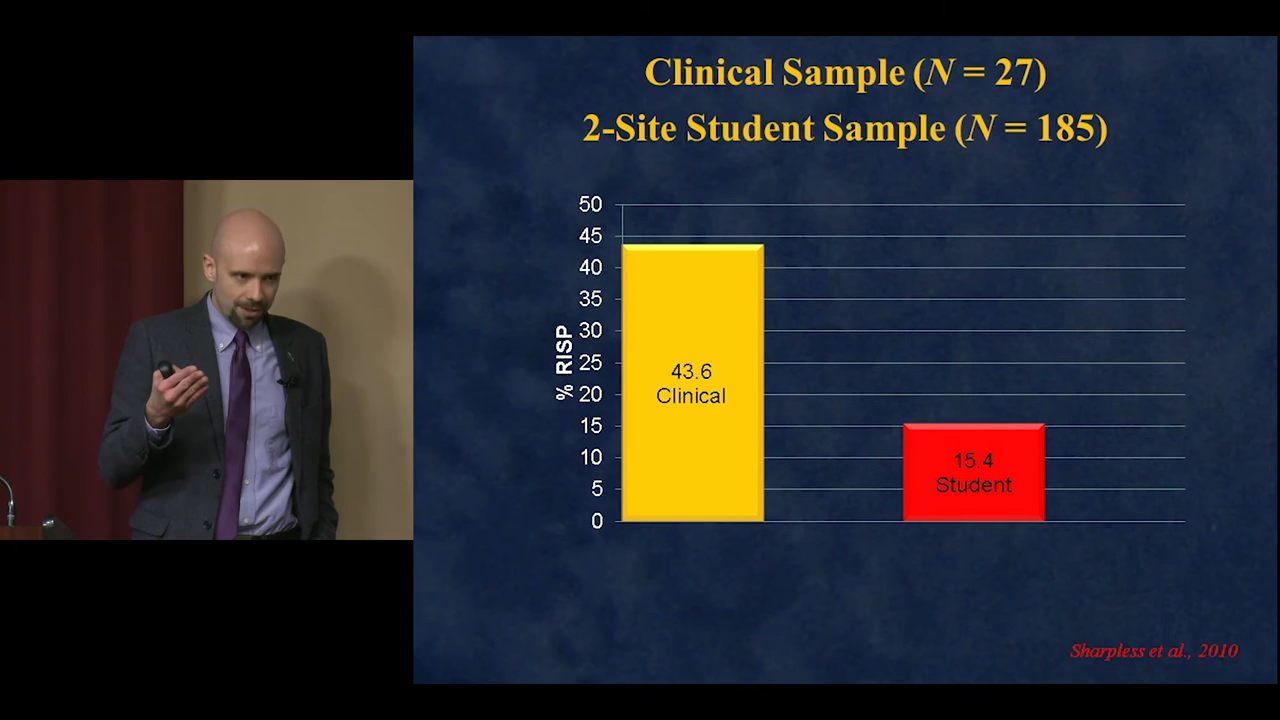 Clinical Sample (N = 27)
2-Site Student Sample (N = 185)
50
45
40
35
30
25
20
15
10
5
0
% RISP
43.6
Clinical
15.4
Student
Sharpless et al., 2010